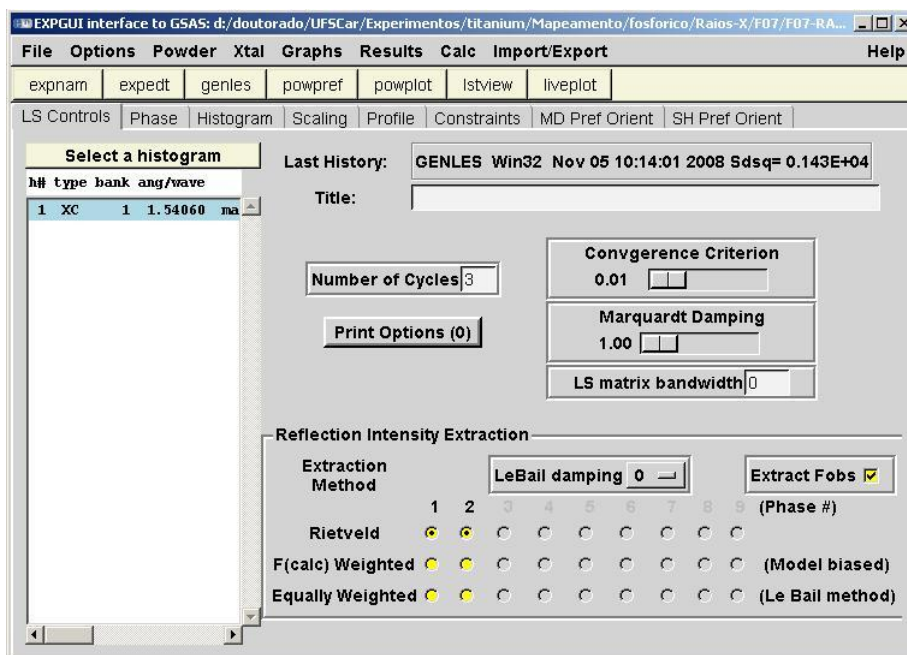 EXPGUI interface to GSAS: d:/doutorado/UFSCar/Experimentos/titanium/Mapeamento/fosforico/Raios-X/F07/F07-RA...
File Options Powder Xtal Graphs Results Calc Import/Export Help
expnam expedt genles powpref powplot lstview liveplot
LS Controls Phase Histogram Scaling Profile Constraints MD Pref Orient SH Pref Orient
Select a histogram
h# type bank ang/wave
1 XC 1 1.54060 ma
Last History: GENLES Win32 Nov 05 10:14:01 2008 Sdsq= 0.143E+04
Title:
Number of Cycles 3
Convgerence Criterion
0.01
Print Options (0)
Marquardt Damping
1.00
LS matrix bandwidth 0
Reflection Intensity Extraction
Extraction Method
LeBail damping 0
Extract Fobs
1 2 3 4 5 6 7 8 9 (Phase #)
Rietveld
F(calc) Weighted (Model biased)
Equally Weighted (Le Bail method)